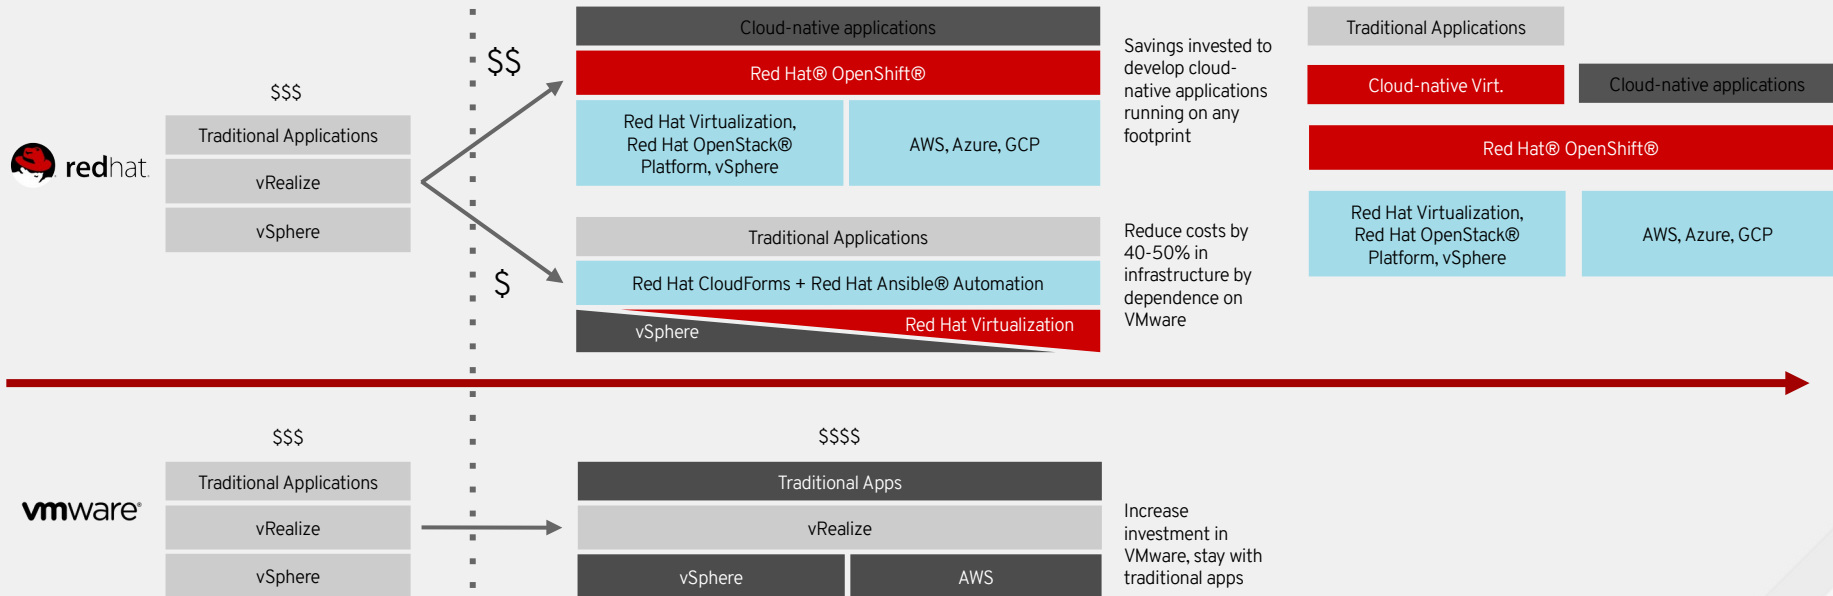 $$$
redhat.
Traditional Applications
vRealize
vSphere
$$
Cloud-native applications
Red Hat® OpenShift®
Red Hat Virtualization,
Red Hat OpenStack®
Platform, vSphere
AWS, Azure, GCP
Savings invested to
develop cloud-
native applications
running on any
footprint
$
Traditional Applications
Red Hat CloudForms + Red Hat Ansible® Automation
vSphere
Red Hat Virtualization
Reduce costs by
40-50% in
infrastructure by
dependence on
VMware
Traditional Applications
Cloud-native Virt.
Cloud-native applications
Red Hat® OpenShift®
Red Hat Virtualization,
Red Hat OpenStack®
Platform, vSphere
AWS, Azure, GCP
$$$
vmware®
Traditional Applications
vRealize
vSphere
$$$$
Traditional Apps
vRealize
vSphere
AWS
Increase
investment in
VMware, stay with
traditional apps